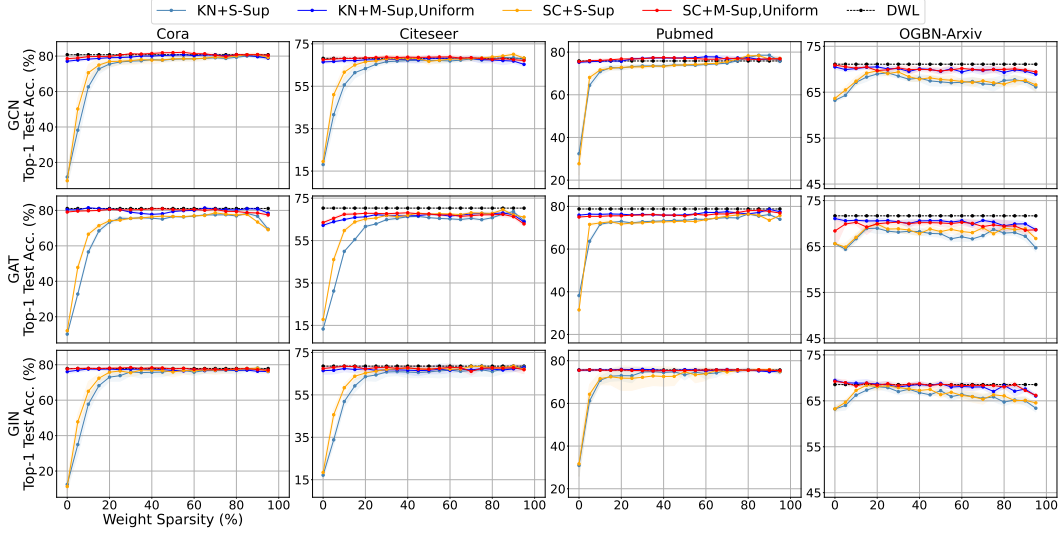 KN+S-Sup KN+M-Sup,Uniform SC+S-Sup SC+M-Sup,Uniform DWL
Cora Citeseer Pubmed OGBN-Arxiv
GCN
Top-1 Test Acc. (%)
80 60 40 20
75 55 35 15
80 60 40 20
75 65 55 45
GAT
Top-1 Test Acc. (%)
80 60 40 20
75 55 35 15
80 60 40 20
75 65 55 45
GIN
Top-1 Test Acc. (%)
80 60 40 20
75 55 35 15
80 60 40 20
75 65 55 45
0 20 40 60 80 100
0 20 40 60 80 100
0 20 40 60 80 100
0 20 40 60 80 100
Weight Sparsity (%)